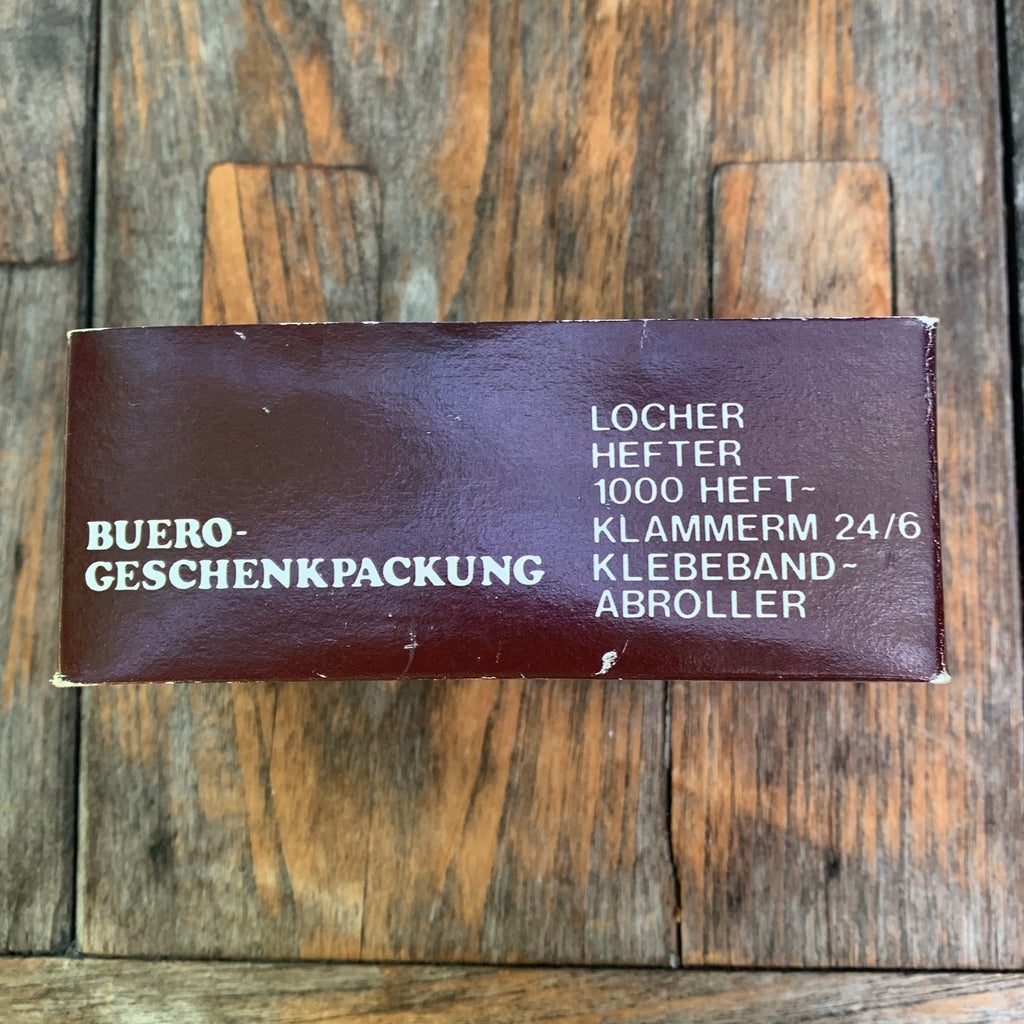 BUERO-
GESCHENKPACKUNG
LOCHER
HEFTER
1000 HEFT~
KLAMMERM 24/6
KLEBEBAND~
ABROLLER